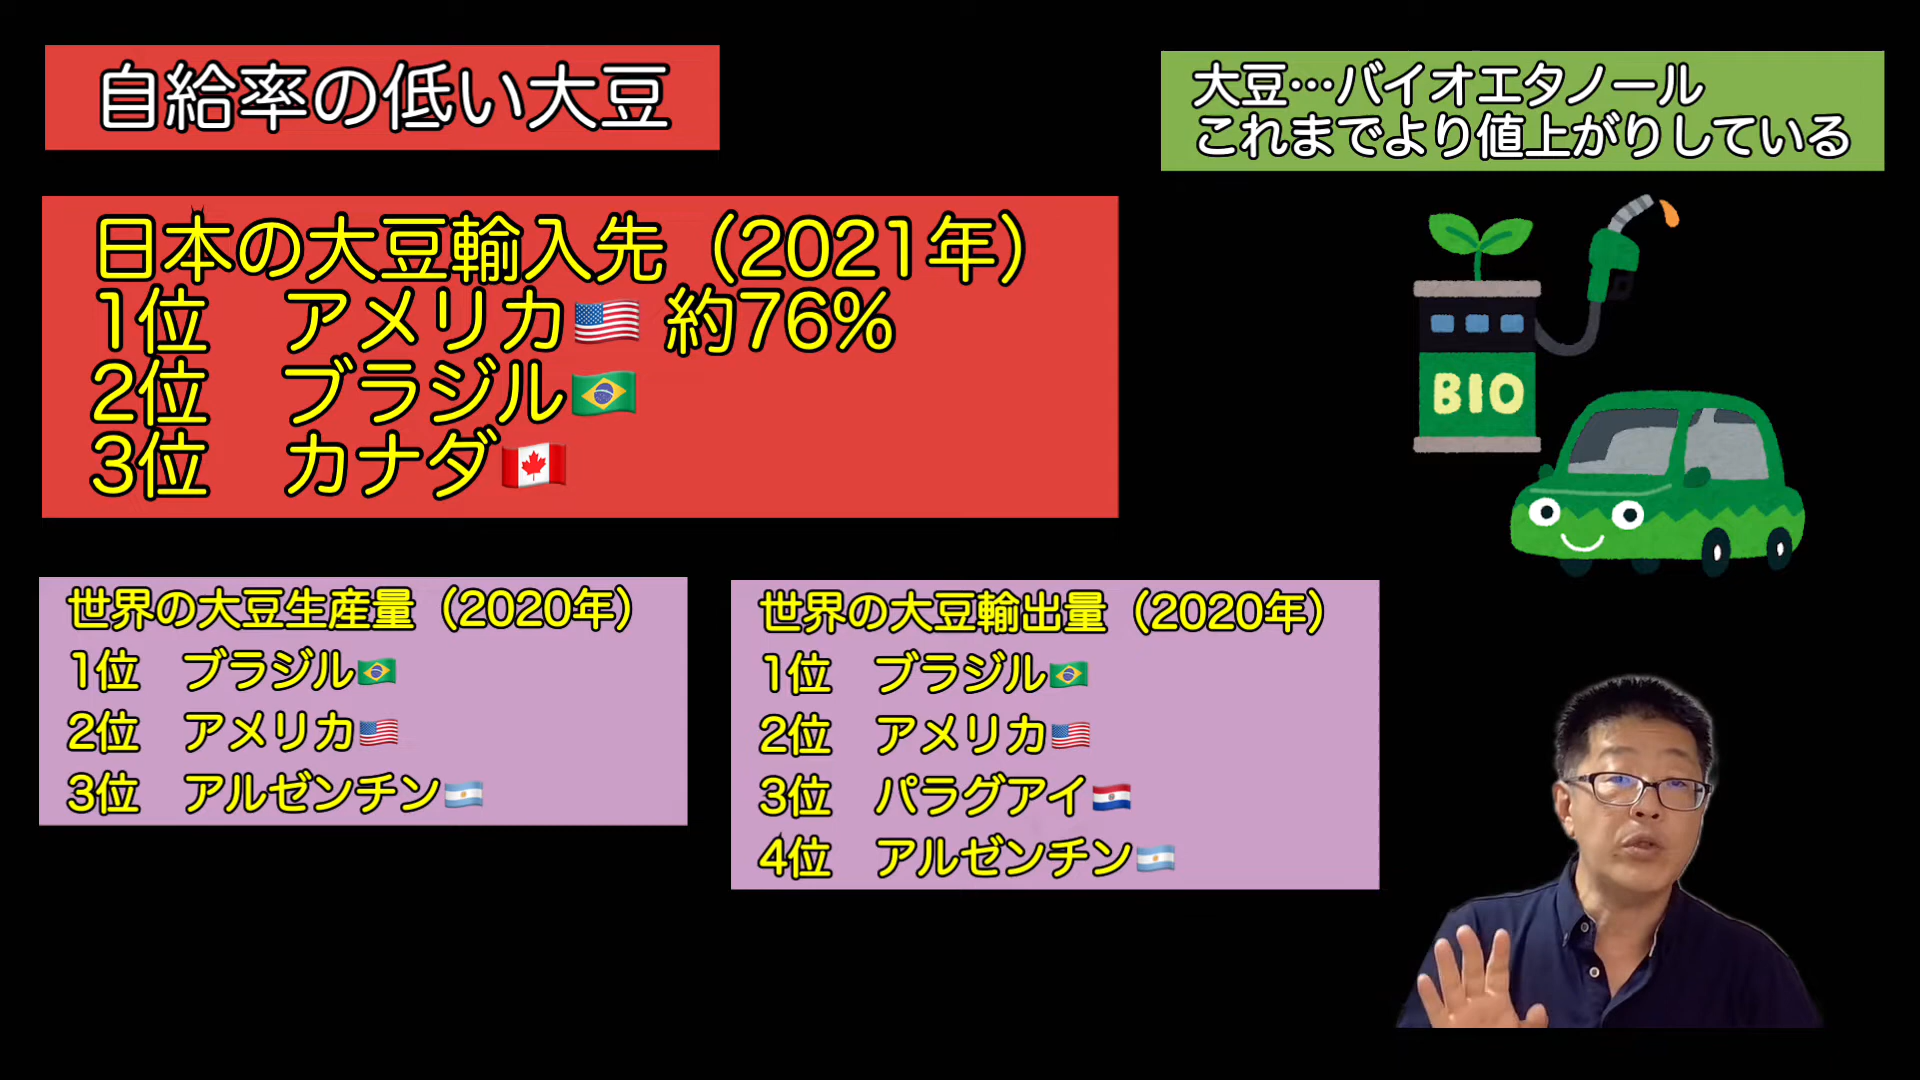 自給率の低い大豆
大豆…バイオエタノール
これまでより値上がりしている
日本の大豆輸入先（2021年）
1位　アメリカ🇺🇸 約76%
2位　ブラジル🇧🇷
3位　カナダ🇨🇦
BIO
世界の大豆生産量（2020年）
1位　ブラジル🇧🇷
2位　アメリカ🇺🇸
3位　アルゼンチン🇦🇷
世界の大豆輸出量（2020年）
1位　ブラジル🇧🇷
2位　アメリカ🇺🇸
3位　パラグアイ🇵🇾
4位　アルゼンチン🇦🇷